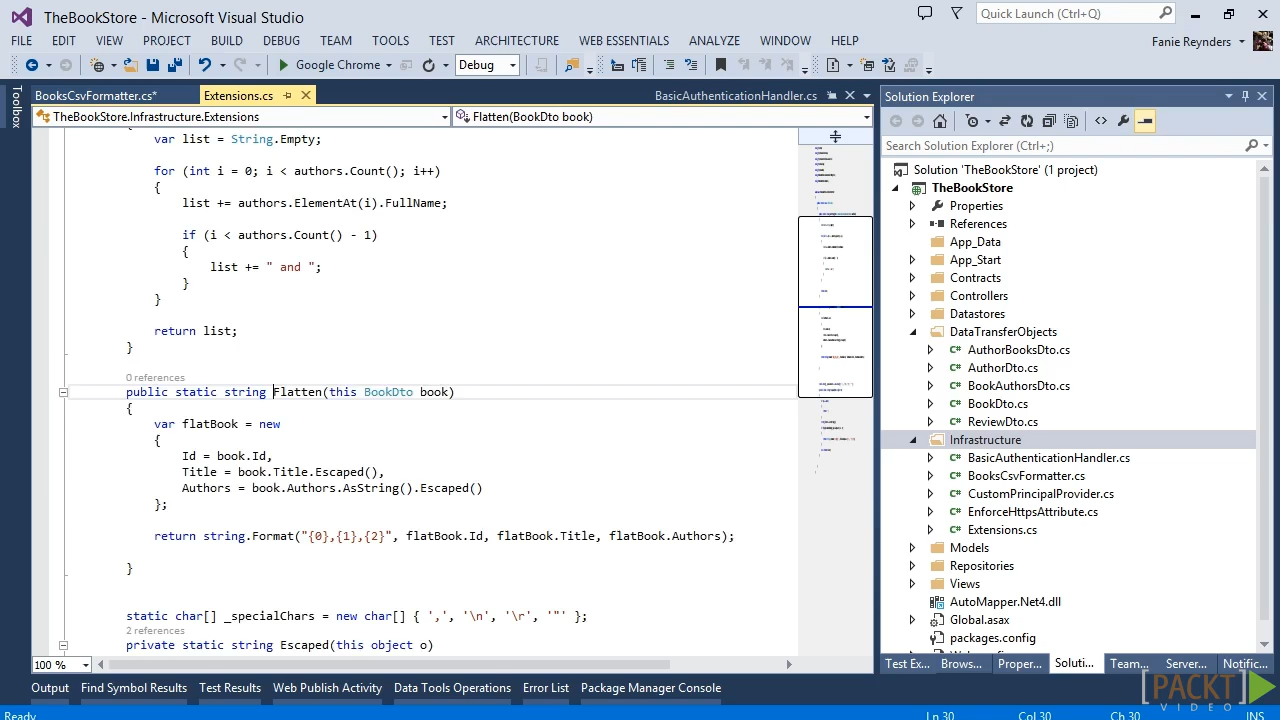 TheBookStore - Microsoft Visual Studio
Quick Launch (Ctrl+Q)
FILE EDIT VIEW PROJECT BUILD DEBUG TEAM TOOLS TEST ARCHITECTURE WEB ESSENTIALS ANALYZE WINDOW HELP
Fanie Reynders
Google Chrome
Debug
Toolbox
BooksCsvFormatter.cs*
Extensions.cs
BasicAuthenticationHandler.cs
TheBookStore.Infrastructure.Extensions
Flatten(BookDto book)
var list = String.Empty;
for (int i = 0; i < authors.Count(); i++)
{
list += authors.ElementAt(i).FullName;
if (i < authors.Count() - 1)
{
list += " and ";
}
}
return list;
0 references
public static string Flatten(this BookDto book)
{
var flatBook = new
{
Id = book.Id,
Title = book.Title.Escaped(),
Authors = book.Authors.AsString().Escaped()
};
return string.Format("{0},{1},{2}", flatBook.Id, flatBook.Title, flatBook.Authors);
}
static char[] _specialChars = new char[] { ',', '\n', '\r', '"' };
2 references
private static string Escaped(this object o)
100 %
Solution Explorer
Search Solution Explorer (Ctrl+;)
Solution 'TheBookStore' (1 project)
TheBookStore
Properties
References
App_Data
App_Start
Contracts
Controllers
Datastores
DataTransferObjects
AuthorBooksDto.cs
AuthorDto.cs
BookAuthorsDto.cs
BookDto.cs
ReviewDto.cs
Infrastructure
BasicAuthenticationHandler.cs
BooksCsvFormatter.cs
CustomPrincipalProvider.cs
EnforceHttpsAttribute.cs
Extensions.cs
Models
Repositories
Views
AutoMapper.Net4.dll
Global.asax
packages.config
Test Ex... Brows... Proper... Soluti... Team... Server... Notific...
Output Find Symbol Results Test Results Web Publish Activity Data Tools Operations Error List Package Manager Console
[PACKT]
VIDEO
Ready
Ln 30 Col 30 Ch 30 INS